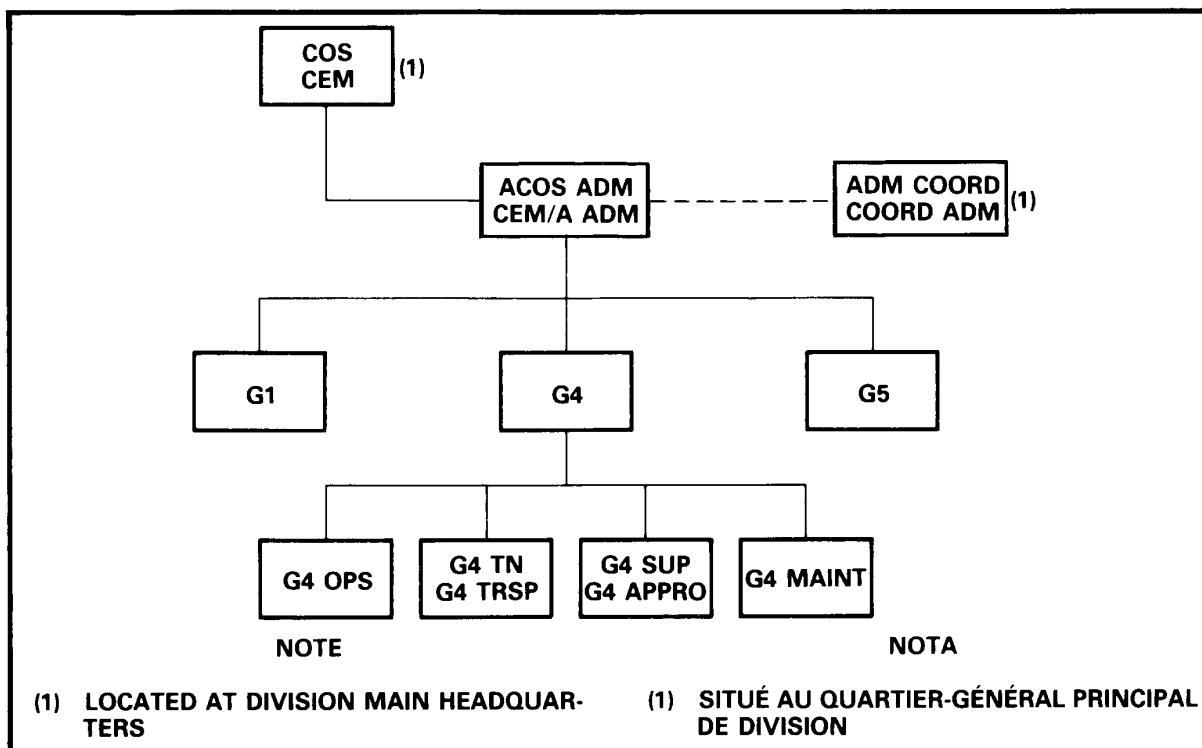 COS
CEM
(1)
ACOS ADM
CEM/A ADM
ADM COORD
COORD ADM
(1)
G1
G4
G5
G4 OPS
G4 TN
G4 TRSP
G4 SUP
G4 APPRO
G4 MAINT
NOTE
(1) LOCATED AT DIVISION MAIN HEADQUAR-
TERS
NOTA
(1) SITUÉ AU QUARTIER-GÉNÉRAL PRINCIPAL
DE DIVISION